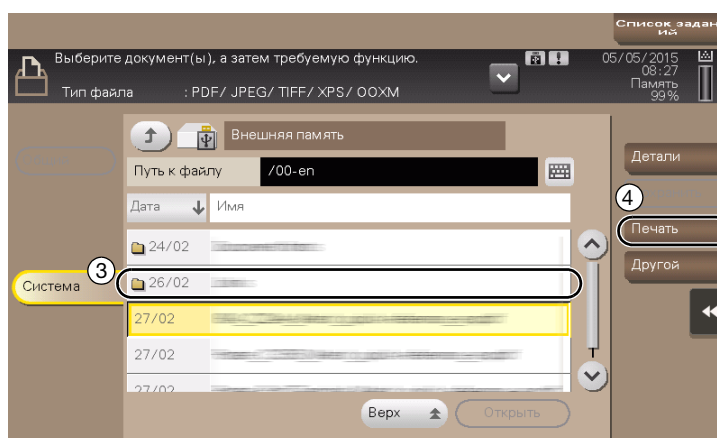 Список задан
ий
Выберите документ(ы), а затем требуемую функцию.
Тип файла : PDF/ JPEG/ TIFF/ XPS/ OOXM
05/05/2015
08:27
Память
99%
Внешняя память
Путь к файлу /00-en
Детали
Дата Имя
4
Печать
24/02
Другой
3
26/02
Система
27/02
27/02
27/02
Верх Открыть